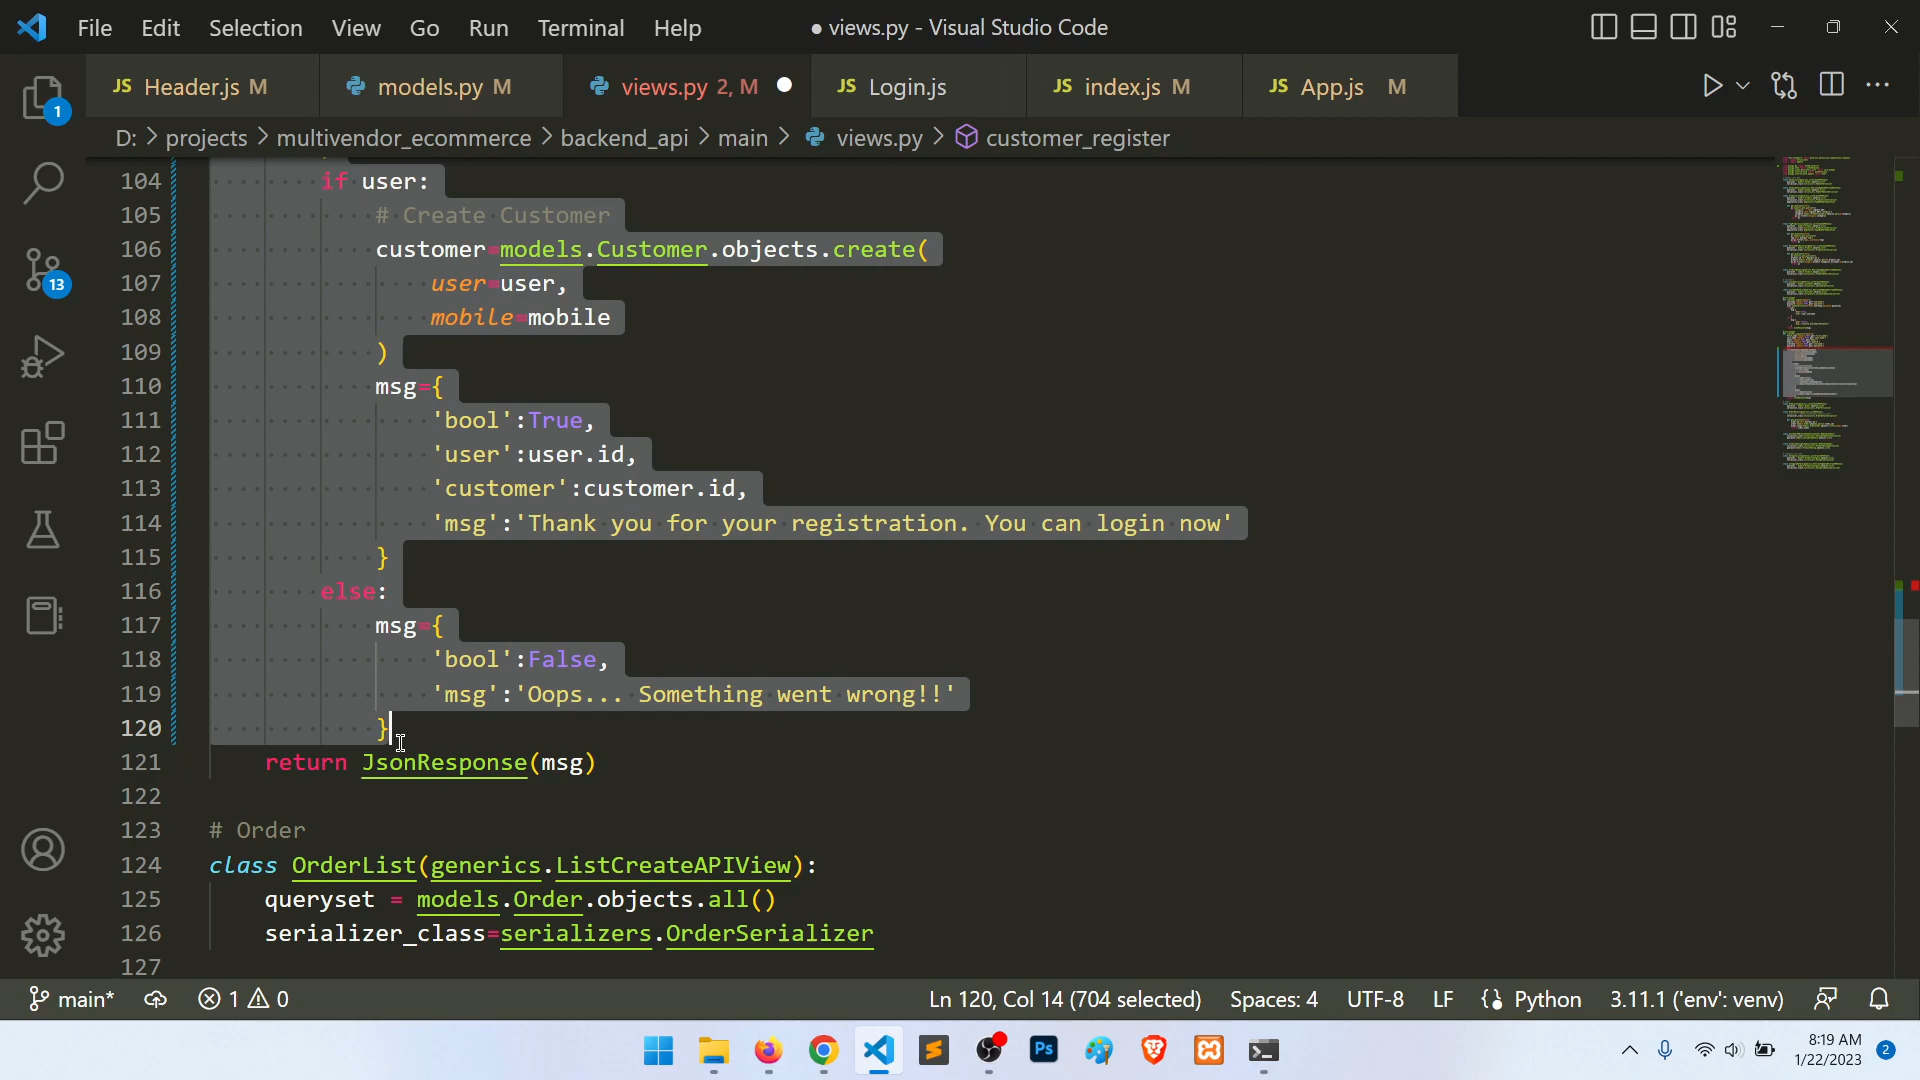 File Edit Selection View Go Run Terminal Help ● views.py - Visual Studio Code
JS Header.js M models.py M views.py 2, M JS Login.js JS index.js M JS App.js M
1
D: > projects > multivendor_ecommerce > backend_api > main > views.py > customer_register
104 if user:
105 # Create Customer
106 customer=models.Customer.objects.create(
107 user=user,
108 mobile=mobile
109 )
110 msg={
111 'bool':True,
112 'user':user.id,
113 'customer':customer.id,
114 'msg':'Thank you for your registration. You can login now'
115 }
116 else:
117 msg={
118 'bool':False,
119 'msg':'Oops... Something went wrong!!'
120 }
121 return JsonResponse(msg)
122
123 # Order
124 class OrderList(generics.ListCreateAPIView):
125 queryset = models.Order.objects.all()
126 serializer_class=serializers.OrderSerializer
127
13
main* 1 0 Ln 120, Col 14 (704 selected) Spaces: 4 UTF-8 LF Python 3.11.1 ('env': venv)
Ps
8:19 AM
1/22/2023 2